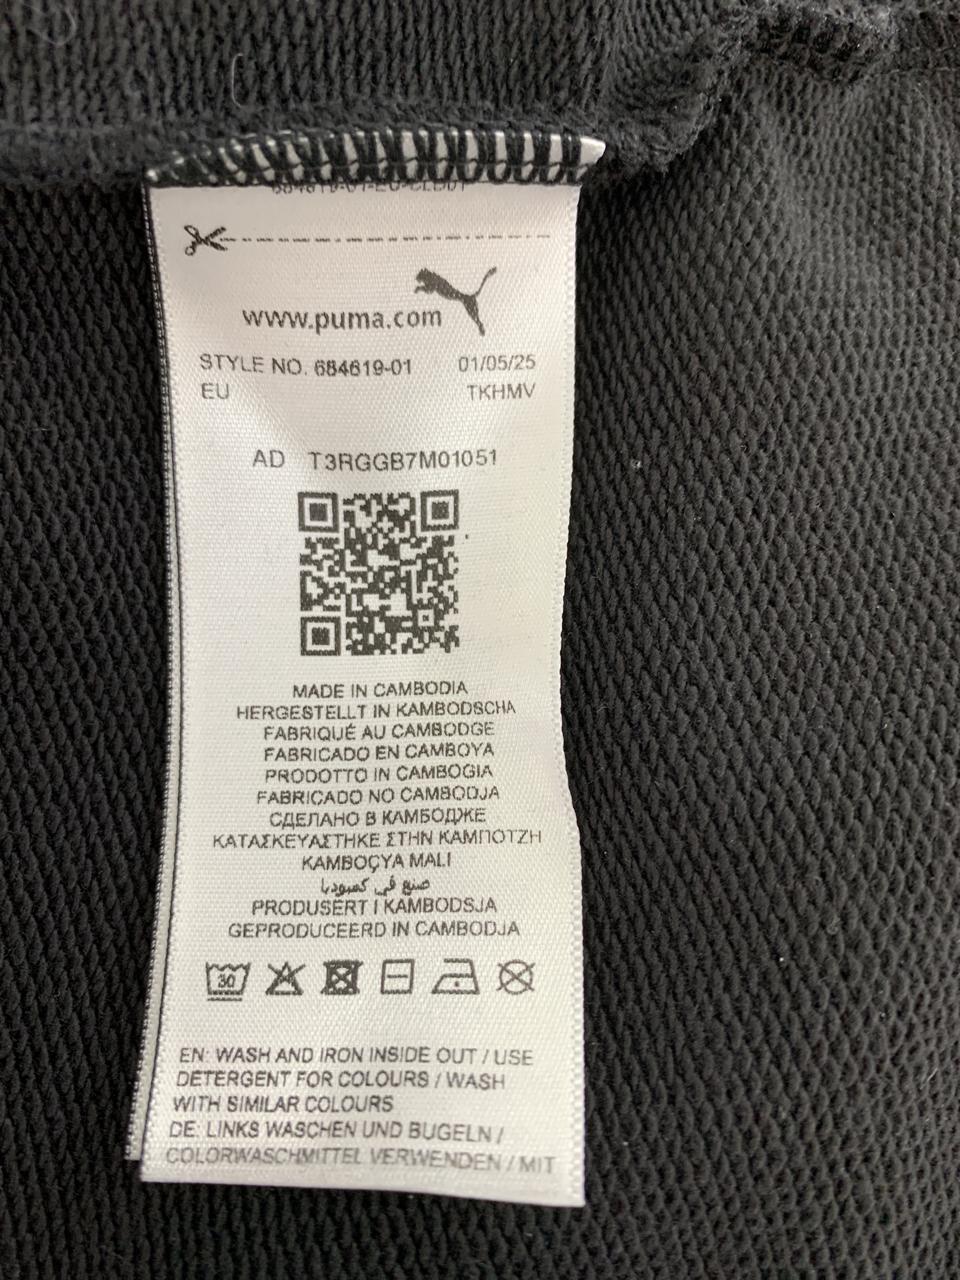 www.puma.com
STYLE NO. 684619-01 01/05/25
EU TKHMV
AD T3RGGB7M01051
MADE IN CAMBODIA
HERGESTELLT IN KAMBODSCHA
FABRIQUÉ AU CAMBODGE
FABRICADO EN CAMBOYA
PRODOTTO IN CAMBOGIA
FABRICADO NO CAMBODJA
СДЕЛАНО В КАМБОДЖЕ
ΚΑΤΑΣΚΕΥΑΣΤΗΚΕ ΣΤΗΝ ΚΑΜΠΟΤΖΗ
KAMBOÇYA MALI
صنع في كمبوديا
PRODUSERT I KAMBODSJA
GEPRODUCEERD IN CAMBODJA
30
EN: WASH AND IRON INSIDE OUT / USE
DETERGENT FOR COLOURS / WASH
WITH SIMILAR COLOURS
DE: LINKS WASCHEN UND BUGELN /
COLORWASCHMITTEL VERWENDEN / MIT